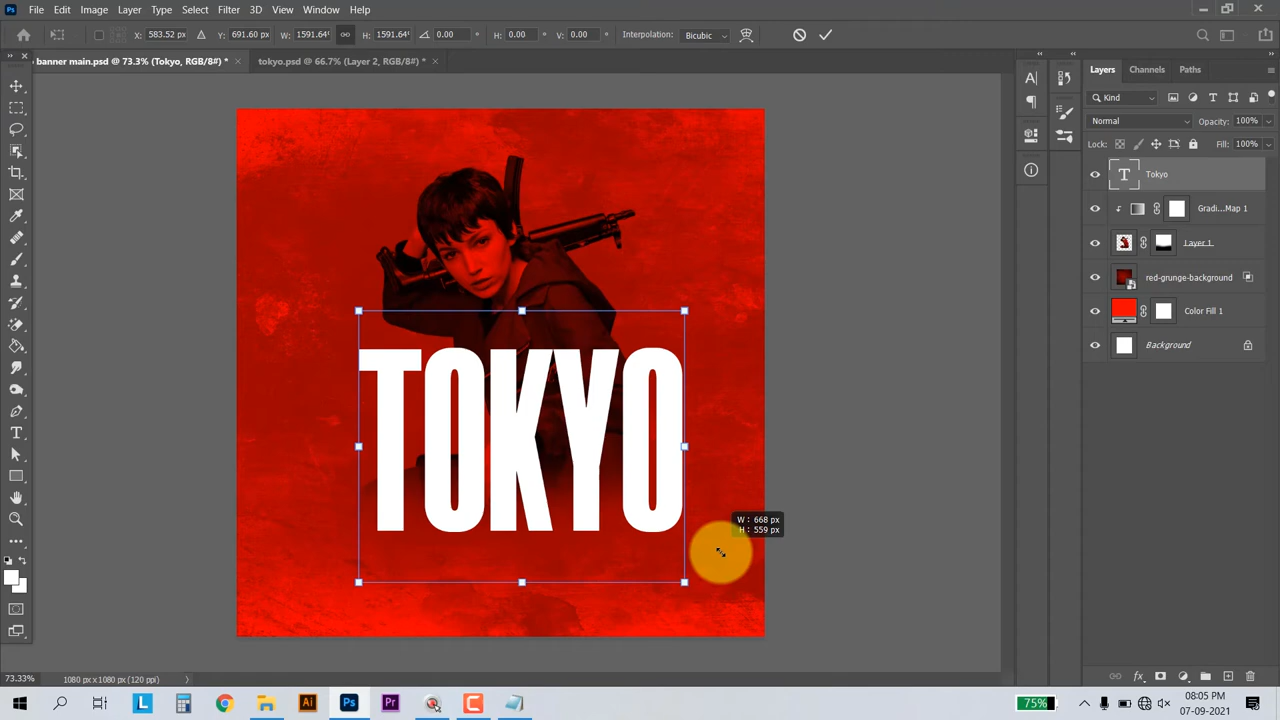 Ps File Edit Image Layer Type Select Filter 3D View Window Help
X: 583.52 px Y: 691.60 px W: 1591.64% H: 1591.64% 0.00 H: 0.00 V: 0.00 Interpolation: Bicubic
banner main.psd @ 73.3% (Tokyo, RGB/8#) * × tokyo.psd @ 66.7% (Layer 2, RGB/8#) * ×
Layers Channels Paths
Kind
Normal Opacity: 100%
Lock: Fill: 100%
T Tokyo
Gradi...Map 1
Layer 1
red-grunge-background
Color Fill 1
Background
TOKYO
W: 668 px
H: 559 px
73.33% 1080 px x 1080 px (120 ppi)
L Ai Ps Pr C
75%
08:05 PM
07-09-2021